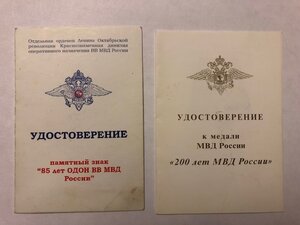 Отдельная орденов Ленина Октябрьской
революции Краснознаменная дивизия
оперативного назначения ВВ МВД России
УДОСТОВЕРЕНИЕ
памятный знак
"85 лет ОДОН ВВ МВД
России"
УДОСТОВЕРЕНИЕ
к медали
МВД России
«200 лет МВД России»